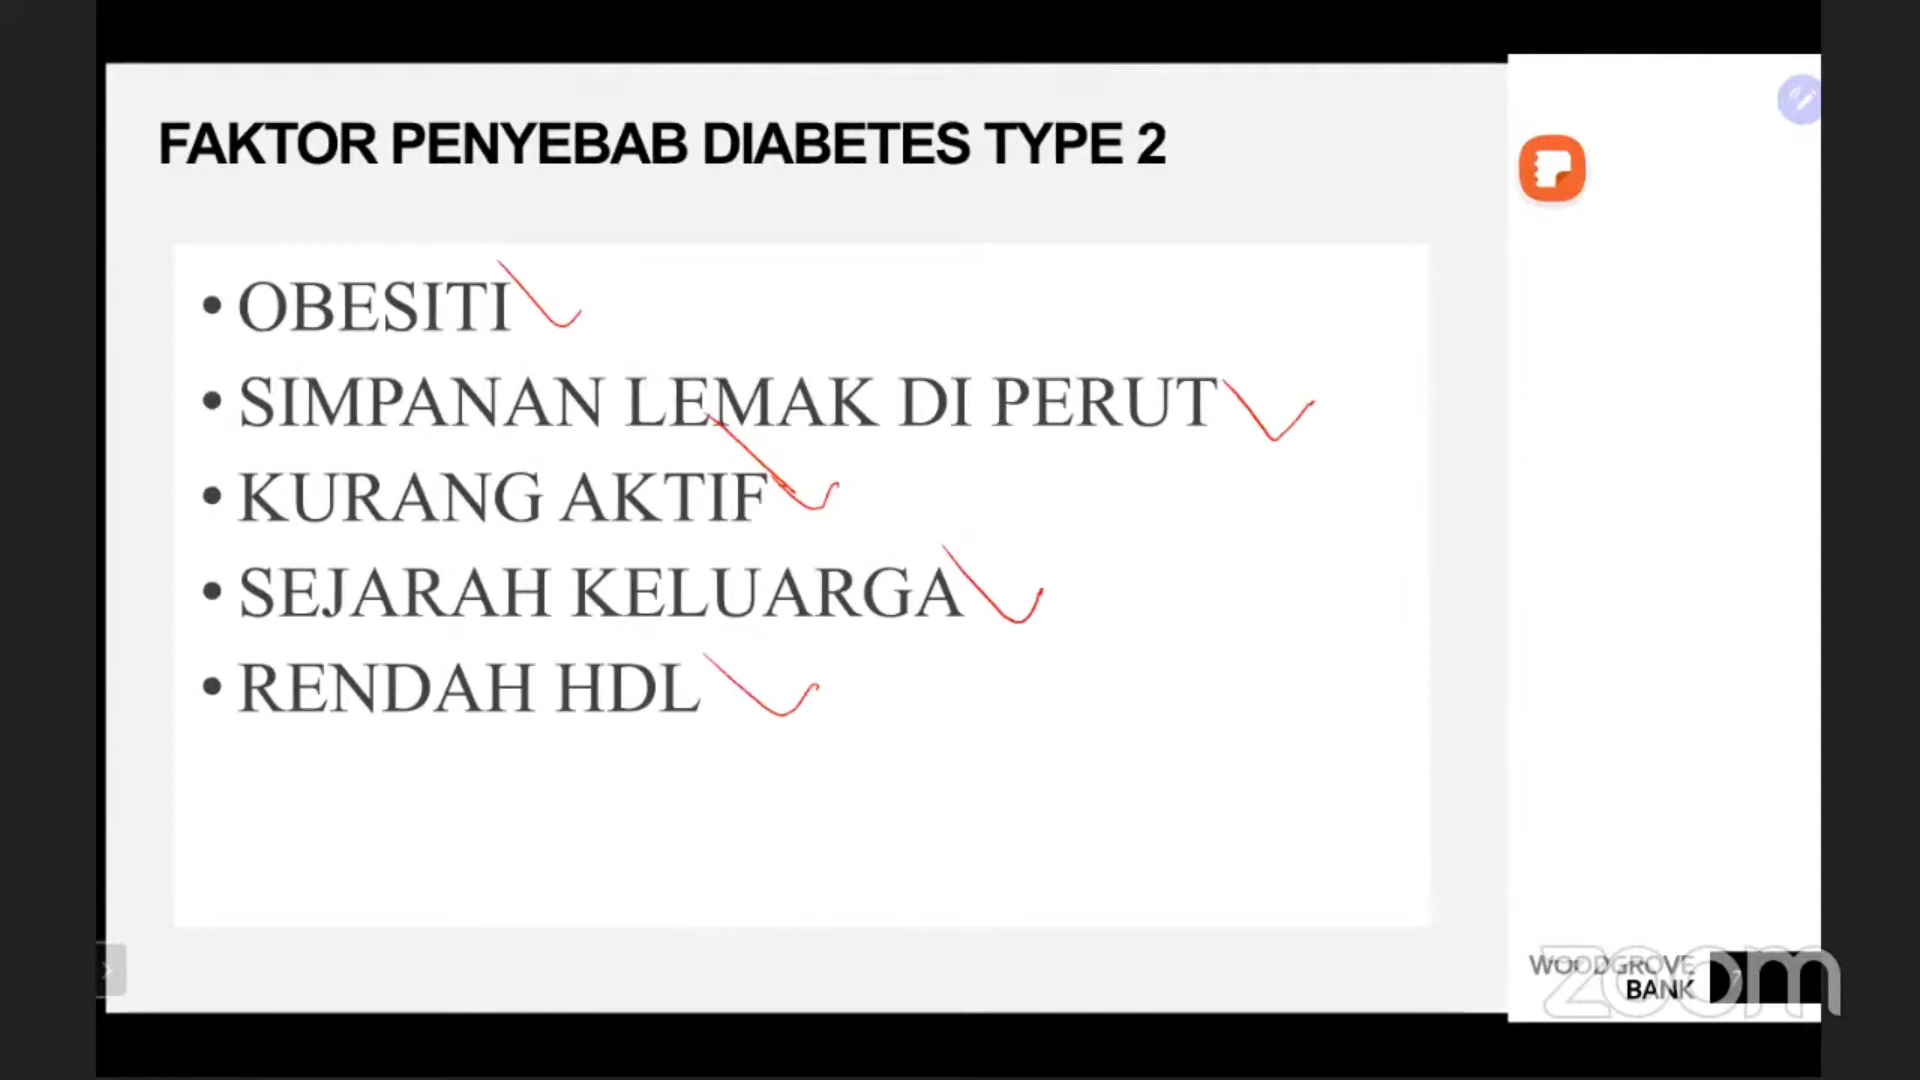 FAKTOR PENYEBAB DIABETES TYPE 2
• OBESITI
• SIMPANAN LEMAK DI PERUT
• KURANG AKTIF
• SEJARAH KELUARGA
• RENDAH HDL
WOODGROVE
BANK
zoom